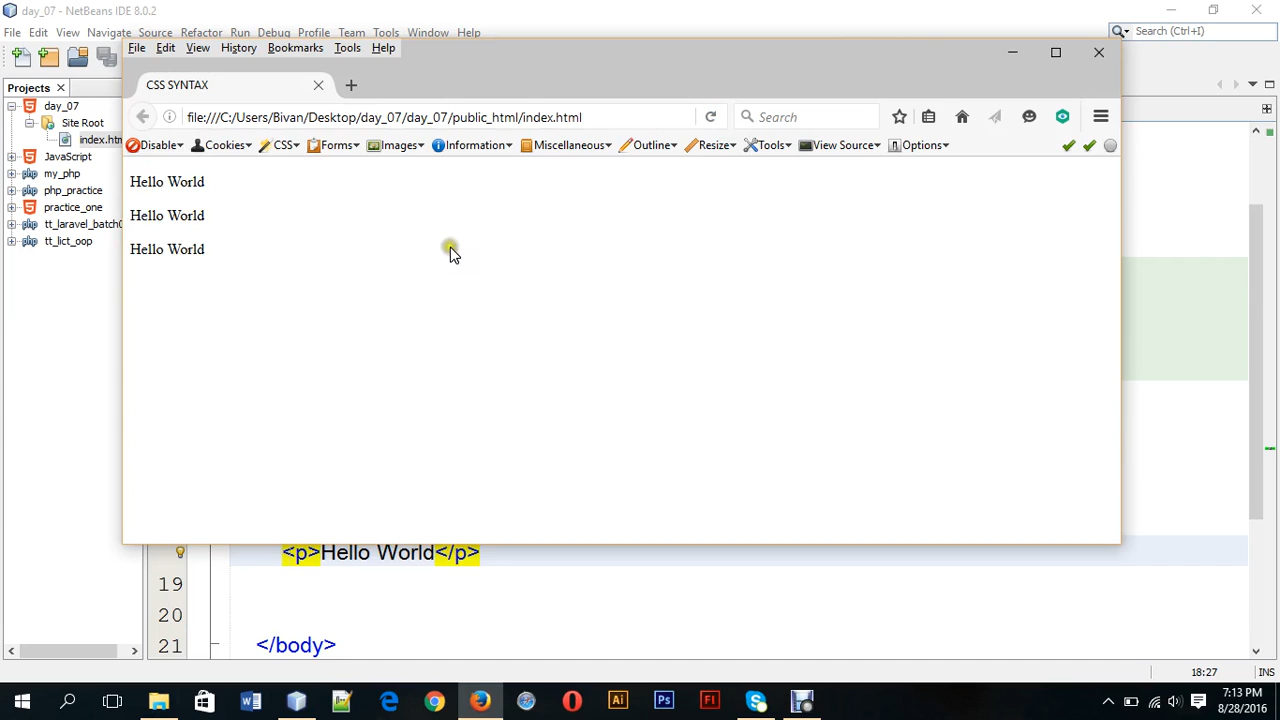 day_07 - NetBeans IDE 8.0.2
File Edit View Navigate Source Refactor Run Debug Profile Team Tools Window Help
Search (Ctrl+I)
File Edit View History Bookmarks Tools Help
Projects
CSS SYNTAX
day_07
file:///C:/Users/Bivan/Desktop/day_07/day_07/public_html/index.html
Search
Site Root
index.htm
Disable Cookies CSS Forms Images Information Miscellaneous Outline Resize Tools View Source Options
JavaScript
my_php
Hello World
php_practice
practice_one
Hello World
tt_laravel_batch0
tt_lict_oop
Hello World
<p>Hello World</p>
19
20
21 </body>
18:27 INS
7:13 PM
8/28/2016